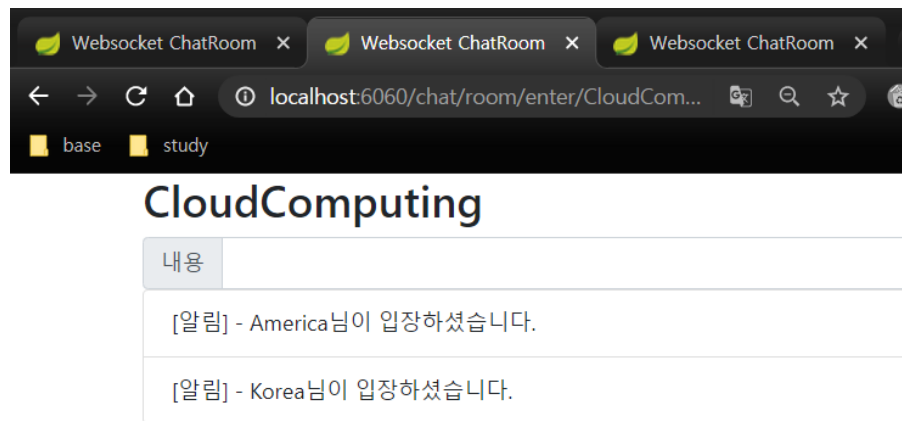 Websocket ChatRoom Websocket ChatRoom Websocket ChatRoom
localhost:6060/chat/room/enter/CloudCom...
base study
CloudComputing
내용
[알림] - America님이 입장하셨습니다.
[알림] - Korea님이 입장하셨습니다.